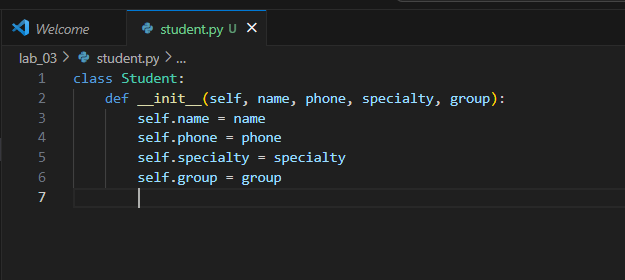 Welcome student.py U ×
lab_03 > student.py > ...
1 class Student:
2     def __init__(self, name, phone, specialty, group):
3         self.name = name
4         self.phone = phone
5         self.specialty = specialty
6         self.group = group
7